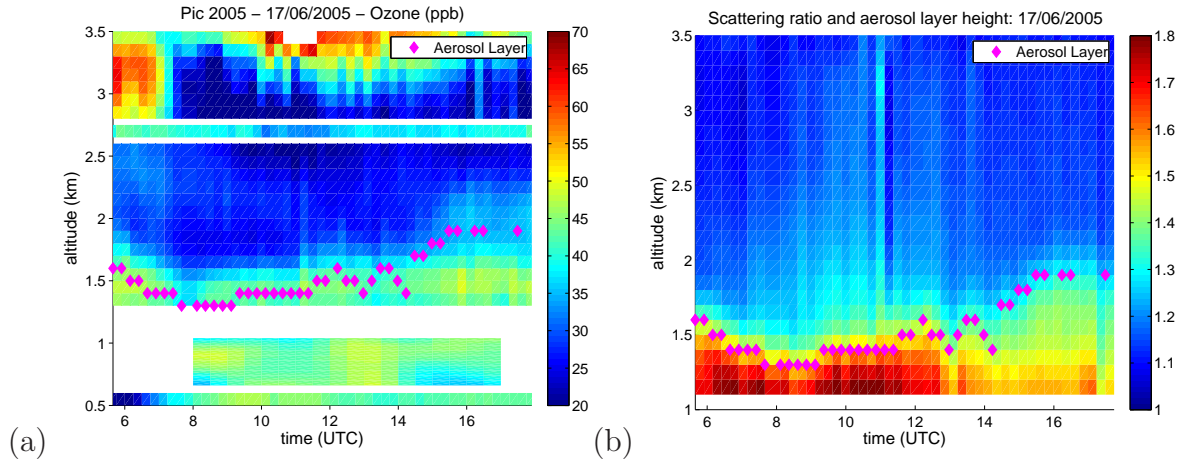 Pic 2005 − 17/06/2005 − Ozone (ppb)
Aerosol Layer
altitude (km)
3.5
3
2.5
2
1.5
1
0.5
6 8 10 12 14 16
time (UTC)
70
65
60
55
50
45
40
35
30
25
20
(a)
Scattering ratio and aerosol layer height: 17/06/2005
Aerosol Layer
altitude (km)
3.5
3
2.5
2
1.5
1
6 8 10 12 14 16
time (UTC)
1.8
1.7
1.6
1.5
1.4
1.3
1.2
1.1
1
(b)